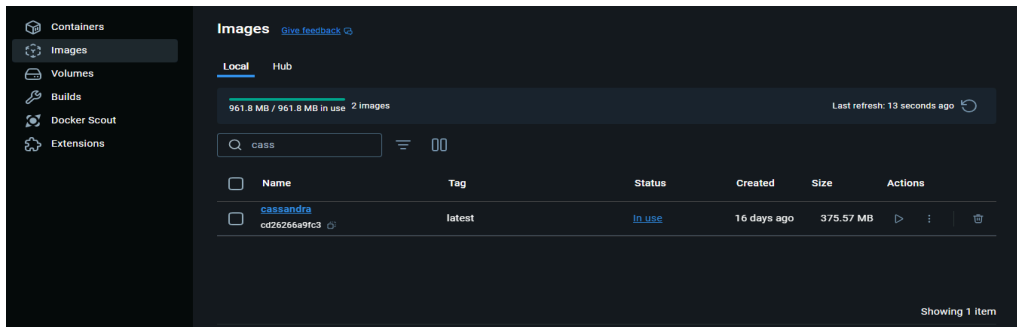 Containers
Images
Volumes
Builds
Docker Scout
Extensions
Images Give feedback
Local Hub
961.8 MB / 961.8 MB in use 2 images Last refresh: 13 seconds ago
cass
Name Tag Status Created Size Actions
cassandra
cd26266a9fc3 latest In use 16 days ago 375.57 MB
Showing 1 item